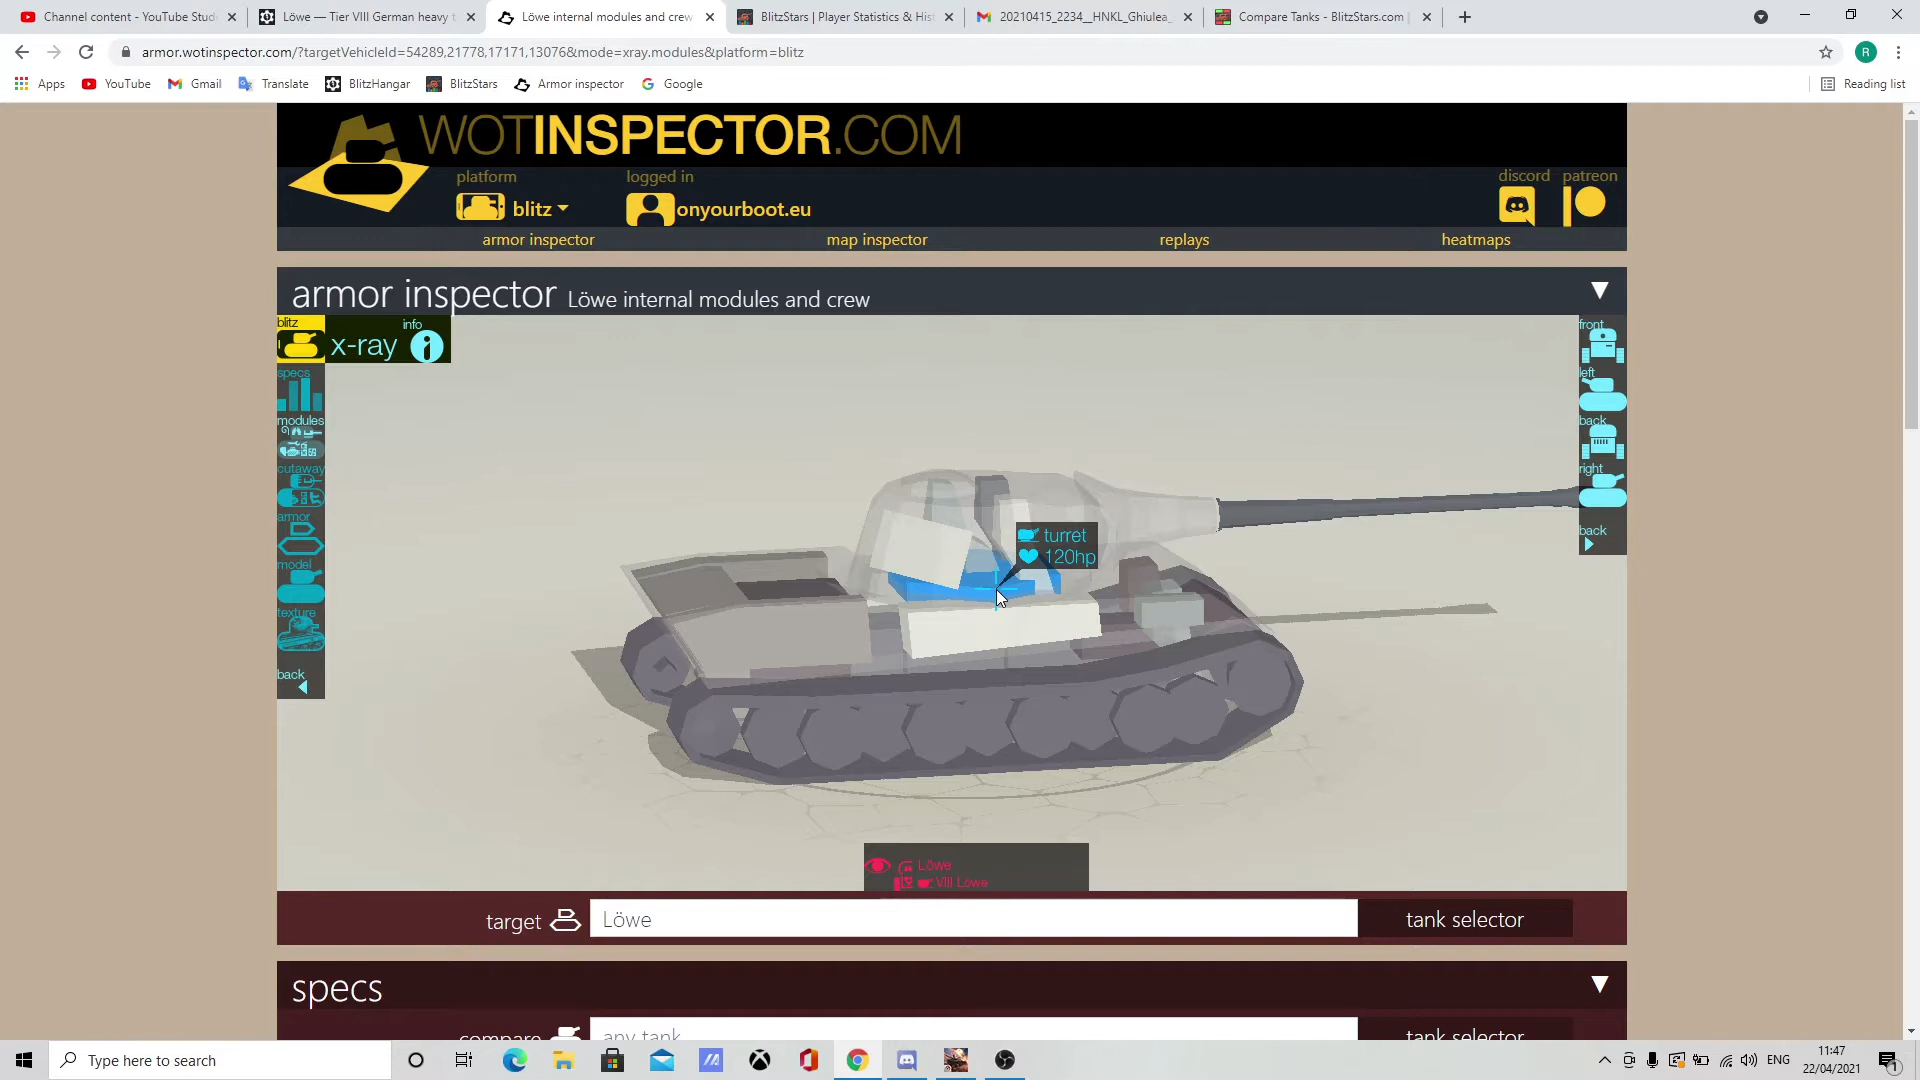 Channel content - YouTube Stud
Löwe — Tier VIII German heavy t
Löwe internal modules and crew
BlitzStars | Player Statistics & Hist
20210415_2234__HNKL_Ghiulea_
Compare Tanks - BlitzStars.com |
armor.wotinspector.com/?targetVehicleId=54289,21778,17171,13076&mode=xray.modules&platform=blitz
R
Apps YouTube Gmail Translate BlitzHangar BlitzStars Armor inspector Google Reading list
WOTINSPECTOR.COM
platform logged in discord patreon
blitz onyourboot.eu
armor inspector map inspector replays heatmaps
armor inspector Löwe internal modules and crew
blitz
x-ray
info
specs
modules
cutaway
armor
model
texture
back
front
left
back
right
back
turret
120hp
Löwe
VIII Löwe
target Löwe tank selector
specs
compare any tank tank selector
Type here to search
ENG
11:47
22/04/2021
1